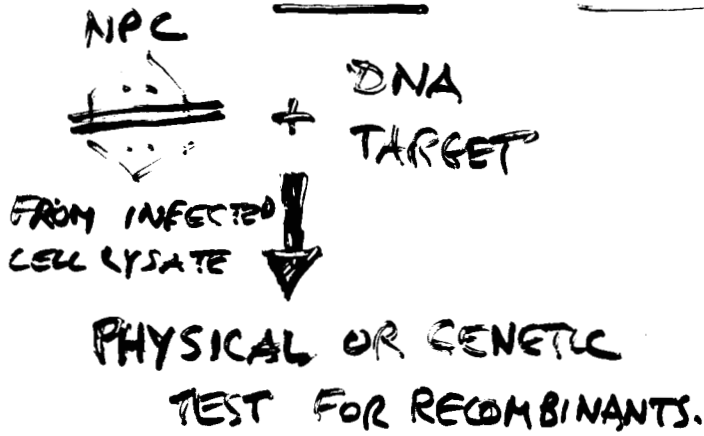 NPC
+ DNA
TARGET
FROM INFECTED
CELL LYSATE
PHYSICAL OR GENETIC
TEST FOR RECOMBINANTS.